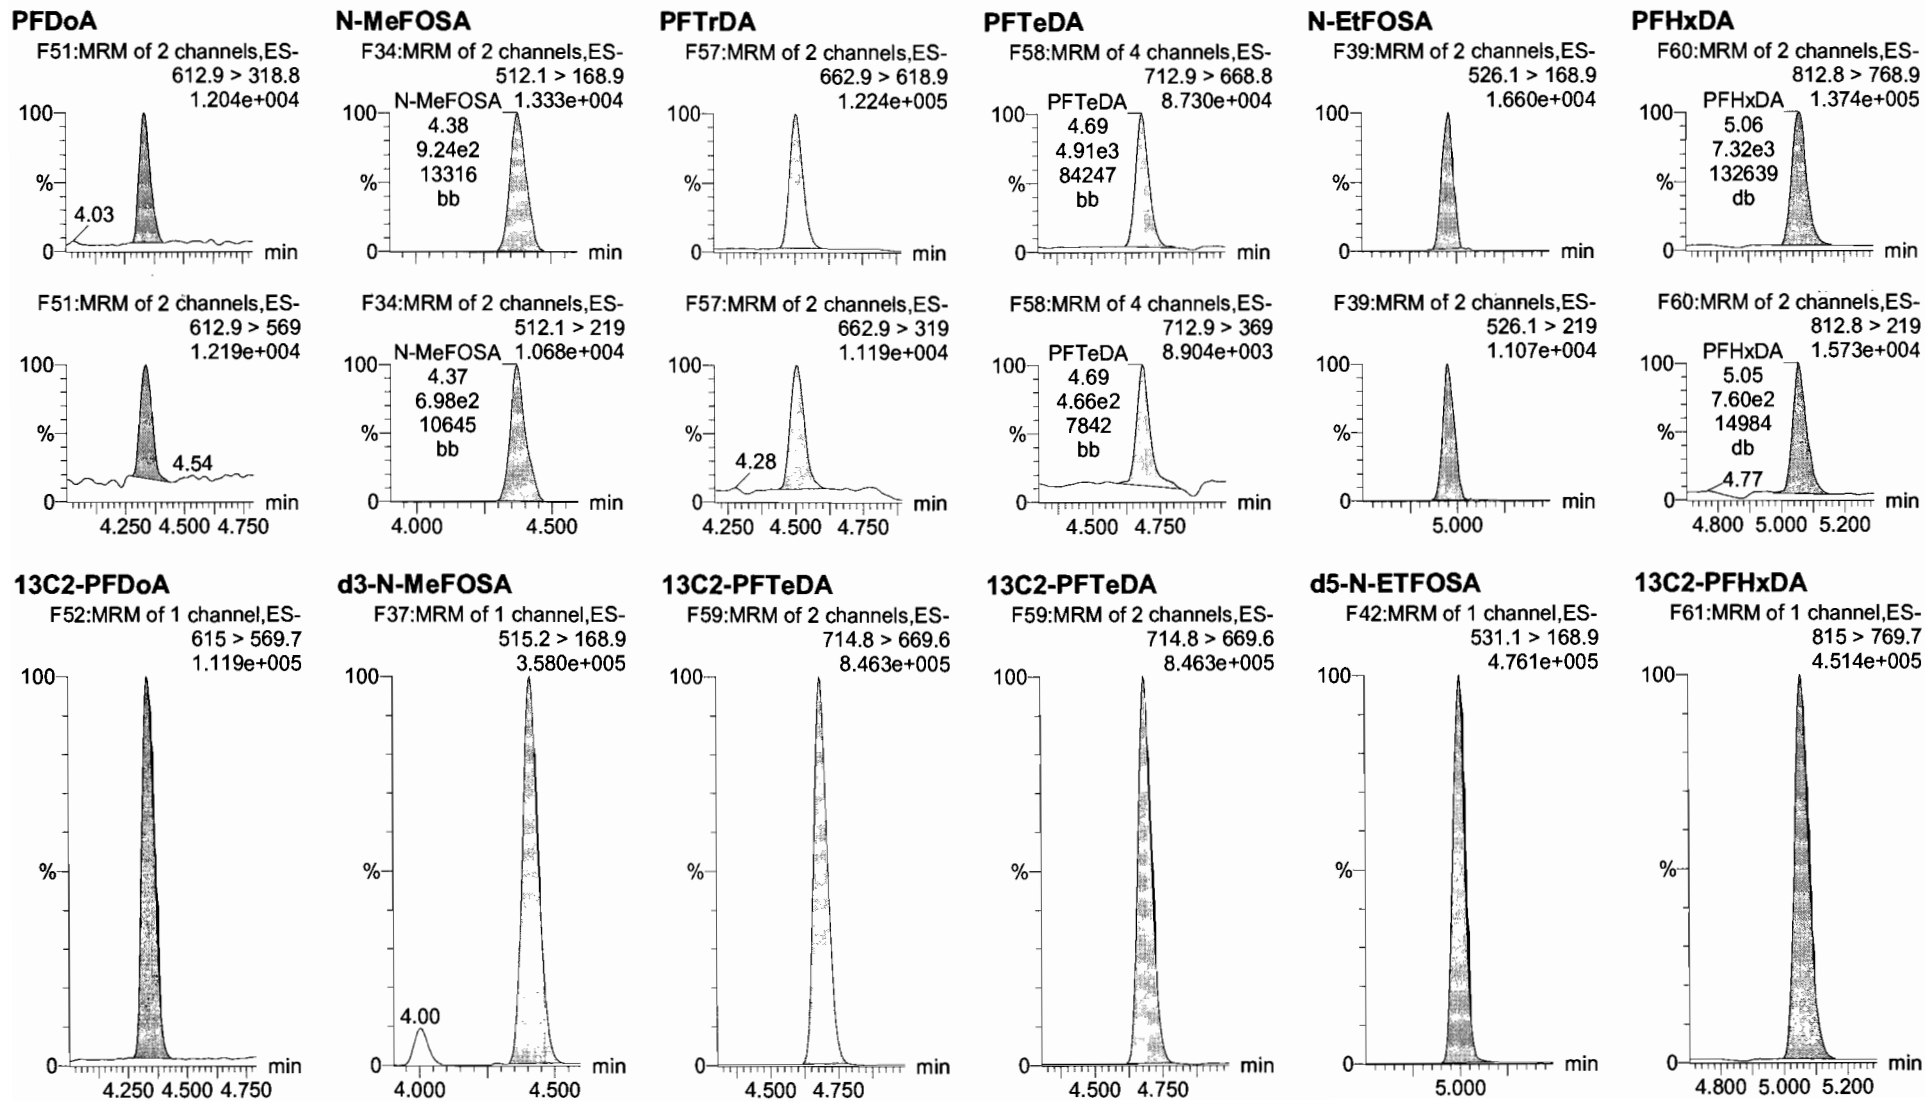 PFDoA
F51:MRM of 2 channels,ES-
612.9 > 318.8
1.204e+004
100
%
4.03
0
min
N-MeFOSA
F34:MRM of 2 channels,ES-
512.1 > 168.9
N-MeFOSA 1.333e+004
100
4.38
9.24e2
13316
bb
%
0
min
PFTrDA
F57:MRM of 2 channels,ES-
662.9 > 618.9
1.224e+005
100
%
0
min
PFTeDA
F58:MRM of 4 channels,ES-
712.9 > 668.8
PFTeDA 8.730e+004
100
4.69
4.91e3
84247
bb
%
0
min
N-EtFOSA
F39:MRM of 2 channels,ES-
526.1 > 168.9
1.660e+004
100
%
0
min
PFHxDA
F60:MRM of 2 channels,ES-
812.8 > 768.9
PFHxDA 1.374e+005
100
5.06
7.32e3
132639
db
%
0
min
F51:MRM of 2 channels,ES-
612.9 > 569
1.219e+004
100
%
4.54
0
min
4.250 4.500 4.750
F34:MRM of 2 channels,ES-
512.1 > 219
N-MeFOSA 1.068e+004
100
4.37
6.98e2
10645
bb
%
0
min
4.000 4.500
F57:MRM of 2 channels,ES-
662.9 > 319
1.119e+004
100
%
4.28
0
min
4.250 4.500 4.750
F58:MRM of 4 channels,ES-
712.9 > 369
PFTeDA 8.904e+003
100
4.69
4.66e2
7842
bb
%
0
min
4.500 4.750
F39:MRM of 2 channels,ES-
526.1 > 219
1.107e+004
100
%
0
min
5.000
F60:MRM of 2 channels,ES-
812.8 > 219
PFHxDA 1.573e+004
100
5.05
7.60e2
14984
db
%
4.77
0
min
4.800 5.000 5.200
13C2-PFDoA
F52:MRM of 1 channel,ES-
615 > 569.7
1.119e+005
100
%
0
min
4.250 4.500 4.750
d3-N-MeFOSA
F37:MRM of 1 channel,ES-
515.2 > 168.9
3.580e+005
100
%
4.00
0
min
4.000 4.500
13C2-PFTeDA
F59:MRM of 2 channels,ES-
714.8 > 669.6
8.463e+005
100
%
0
min
4.500 4.750
13C2-PFTeDA
F59:MRM of 2 channels,ES-
714.8 > 669.6
8.463e+005
100
%
0
min
4.500 4.750
d5-N-ETFOSA
F42:MRM of 1 channel,ES-
531.1 > 168.9
4.761e+005
100
%
0
min
5.000
13C2-PFHxDA
F61:MRM of 1 channel,ES-
815 > 769.7
4.514e+005
100
%
0
min
4.800 5.000 5.200